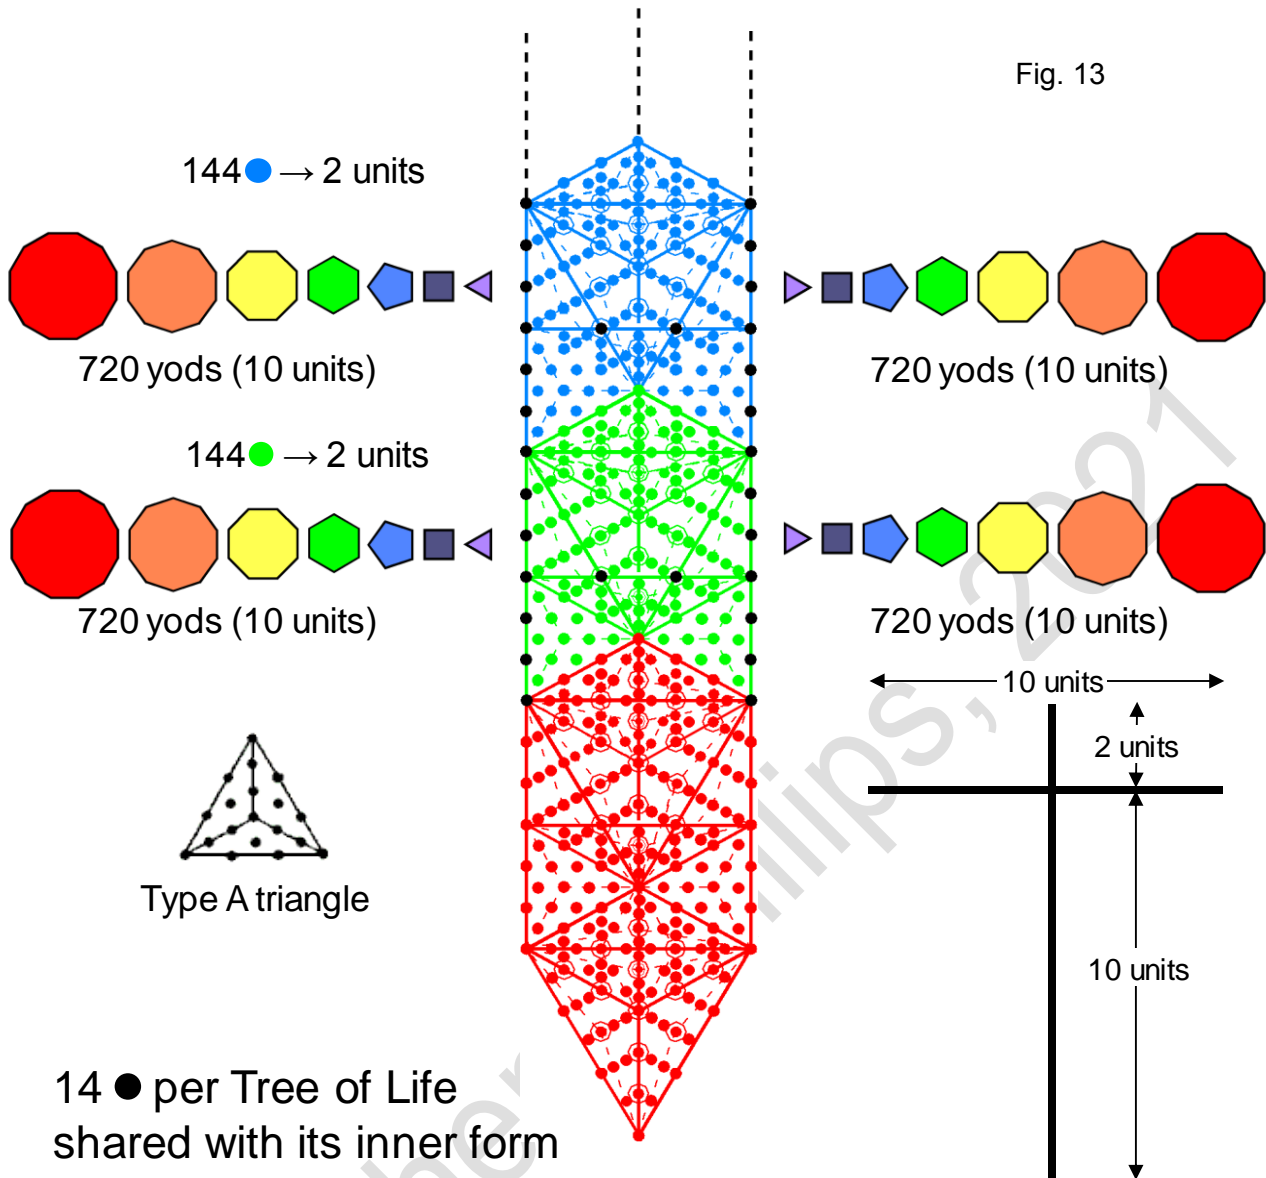 Fig. 13
144 ● → 2 units
720 yods (10 units)
720 yods (10 units)
144 ● → 2 units
720 yods (10 units)
720 yods (10 units)
10 units
2 units
10 units
Type A triangle
14 ● per Tree of Life
shared with its inner form
2021